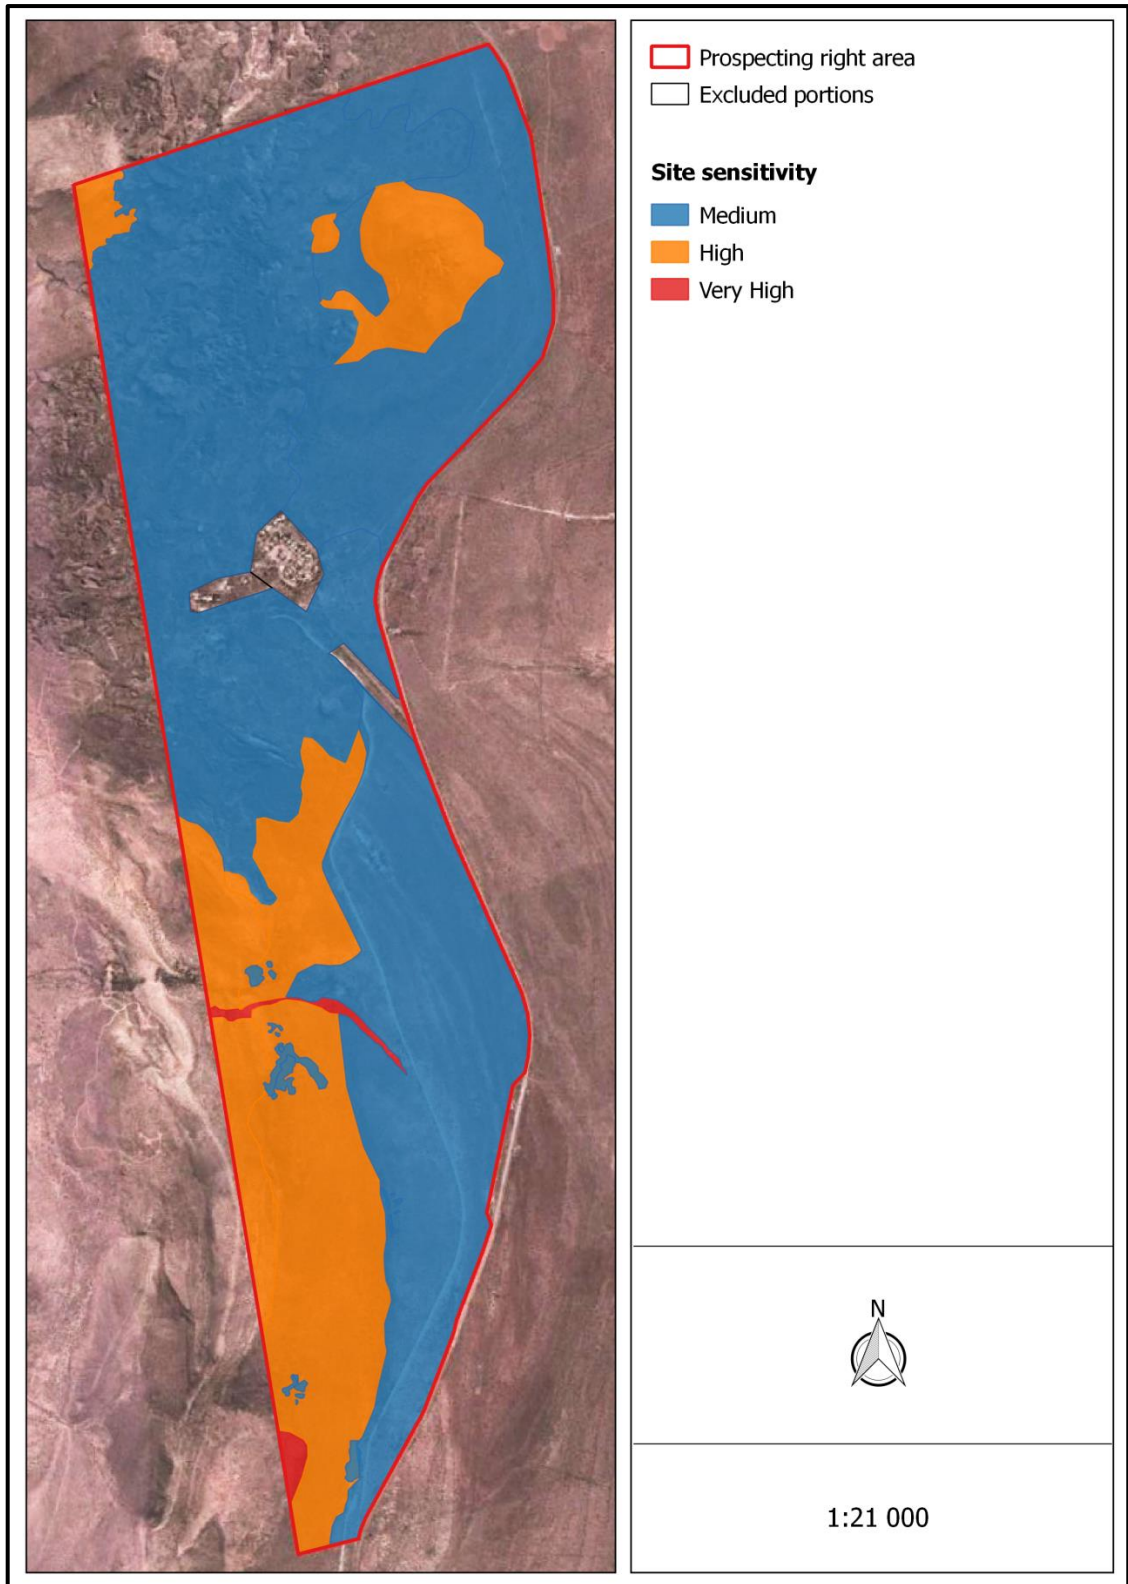 Prospecting right area
Excluded portions
Site sensitivity
Medium
High
Very High
N
1:21 000